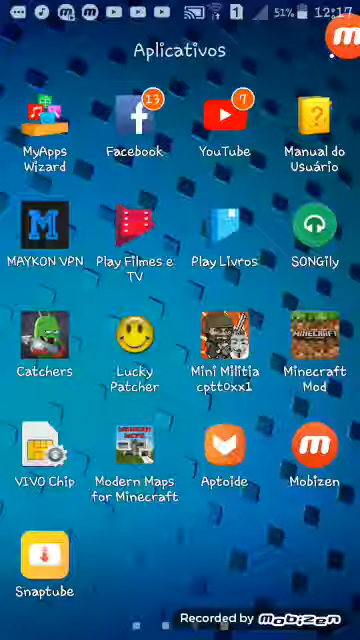 1
51%
12:17
Aplicativos
13
7
MyApps
Wizard
Facebook
YouTube
Manual do
Usuário
MAYKON VPN
Play Filmes e
TV
Play Livros
SONGily
Catchers
Lucky
Patcher
Mini Militia
cptt0xx1
MINECRAFT
Minecraft
Mod
VIVO Chip
Modern Maps
for Minecraft
Aptoide
Mobizen
Snaptube
Recorded by mobizen